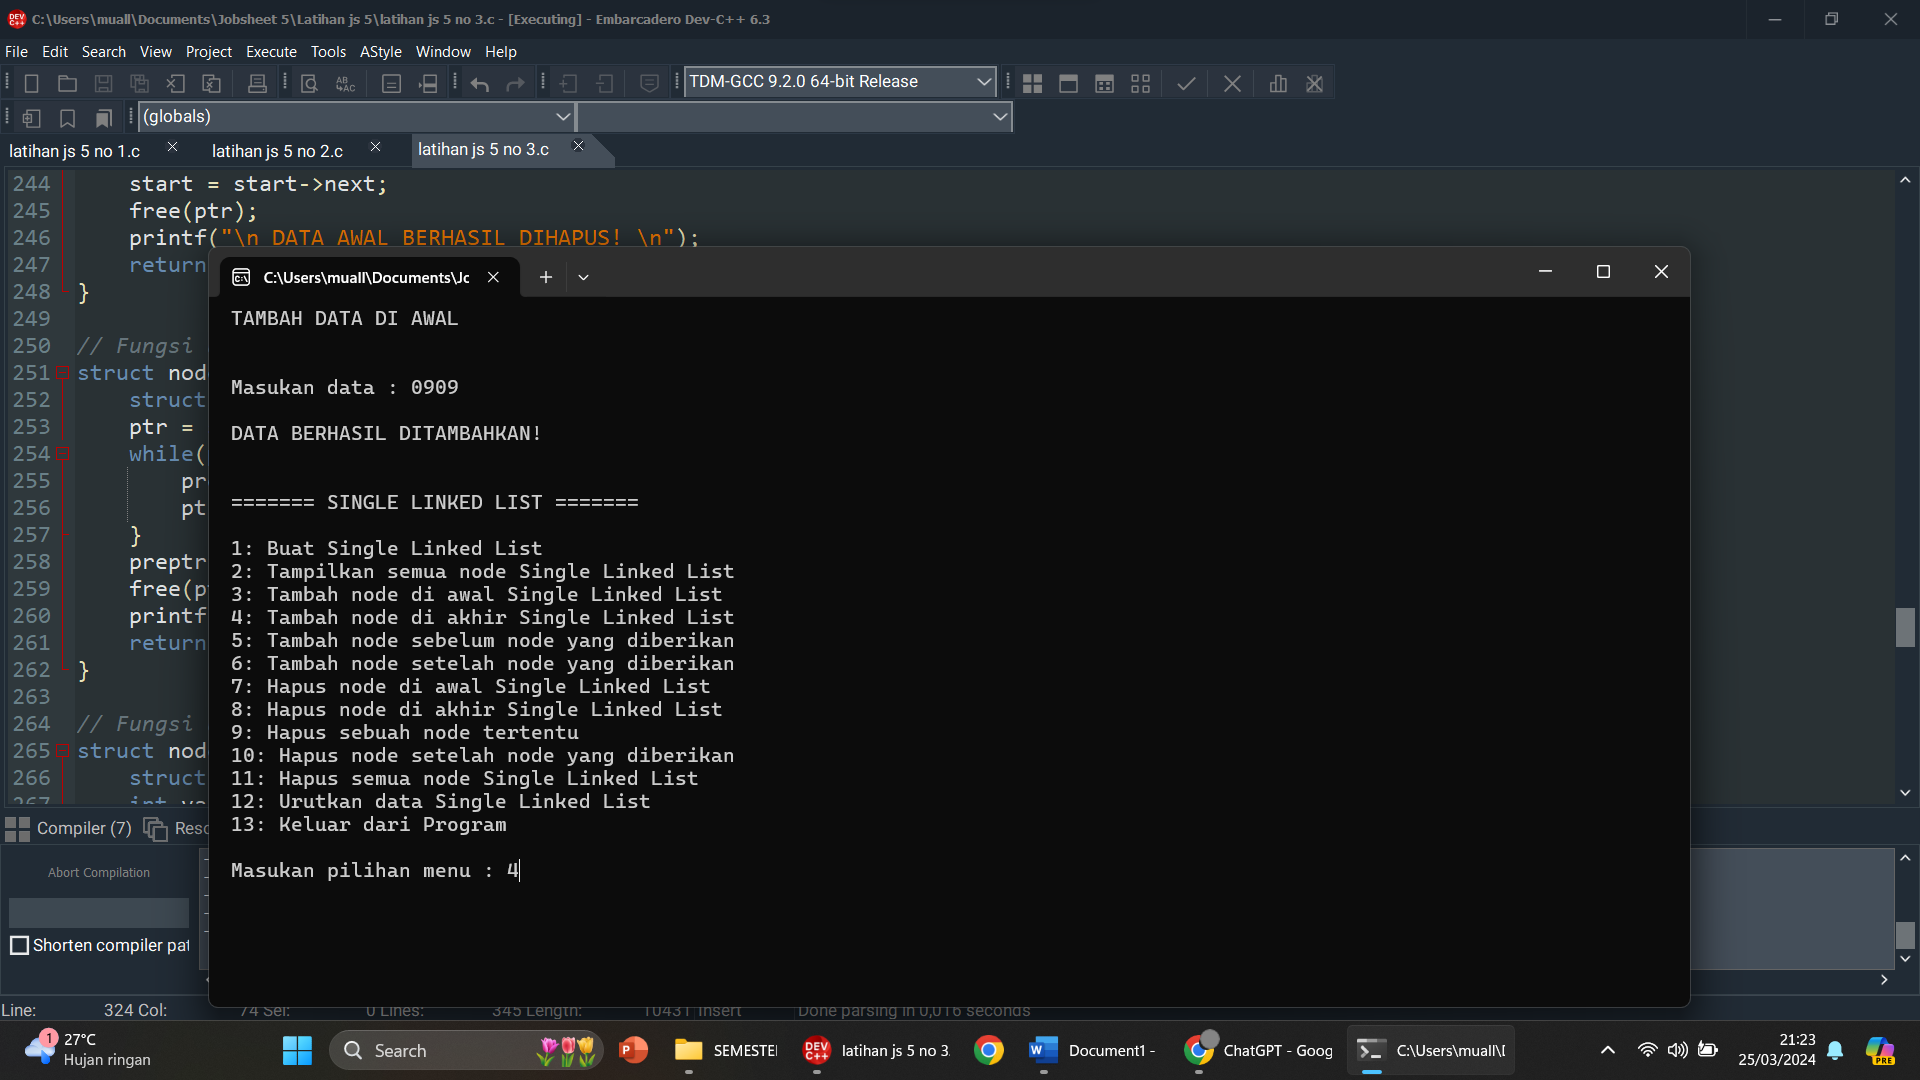 C:\Users\muall\Documents\Jobsheet 5\Latihan js 5\latihan js 5 no 3.c - [Executing] - Embarcadero Dev-C++ 6.3
File Edit Search View Project Execute Tools AStyle Window Help
TDM-GCC 9.2.0 64-bit Release
(globals)
latihan js 5 no 1.c latihan js 5 no 2.c latihan js 5 no 3.c
244 start = start->next;
245 free(ptr);
246 printf("\n DATA AWAL BERHASIL DIHAPUS! \n");
247 return
248 }
249
250 // Fungsi
251 struct nod
252 struct
253 ptr =
254 while(
255 pr
256 pt
257 }
258 preptr
259 free(p
260 printf
261 return
262 }
263
264 // Fungsi
265 struct nod
266 struct
C:\Users\muall\Documents\Jc
TAMBAH DATA DI AWAL
Masukan data : 0909
DATA BERHASIL DITAMBAHKAN!
======= SINGLE LINKED LIST =======
1: Buat Single Linked List
2: Tampilkan semua node Single Linked List
3: Tambah node di awal Single Linked List
4: Tambah node di akhir Single Linked List
5: Tambah node sebelum node yang diberikan
6: Tambah node setelah node yang diberikan
7: Hapus node di awal Single Linked List
8: Hapus node di akhir Single Linked List
9: Hapus sebuah node tertentu
10: Hapus node setelah node yang diberikan
11: Hapus semua node Single Linked List
12: Urutkan data Single Linked List
13: Keluar dari Program
Masukan pilihan menu : 4
Compiler (7) Reso
Abort Compilation
Shorten compiler pat
Line: 324 Col: 74 Sel: 0 Lines: 345 Length: 10431 Insert Done parsing in 0,016 seconds
1 27°C
Hujan ringan
Search
SEMESTE
DEV C++
latihan js 5 no 3.
Document1 -
ChatGPT - Goog
C:\Users\muall\D
21:23
25/03/2024
PRE